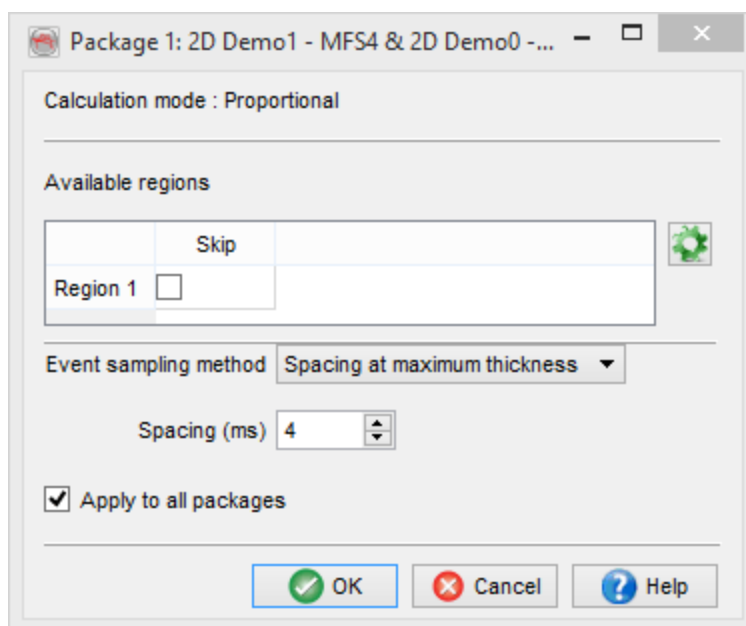 Package 1: 2D Demo1 - MFS4 & 2D Demo0 -...
Calculation mode : Proportional
Available regions
Skip
Region 1
Event sampling method Spacing at maximum thickness
Spacing (ms) 4
Apply to all packages
OK Cancel Help